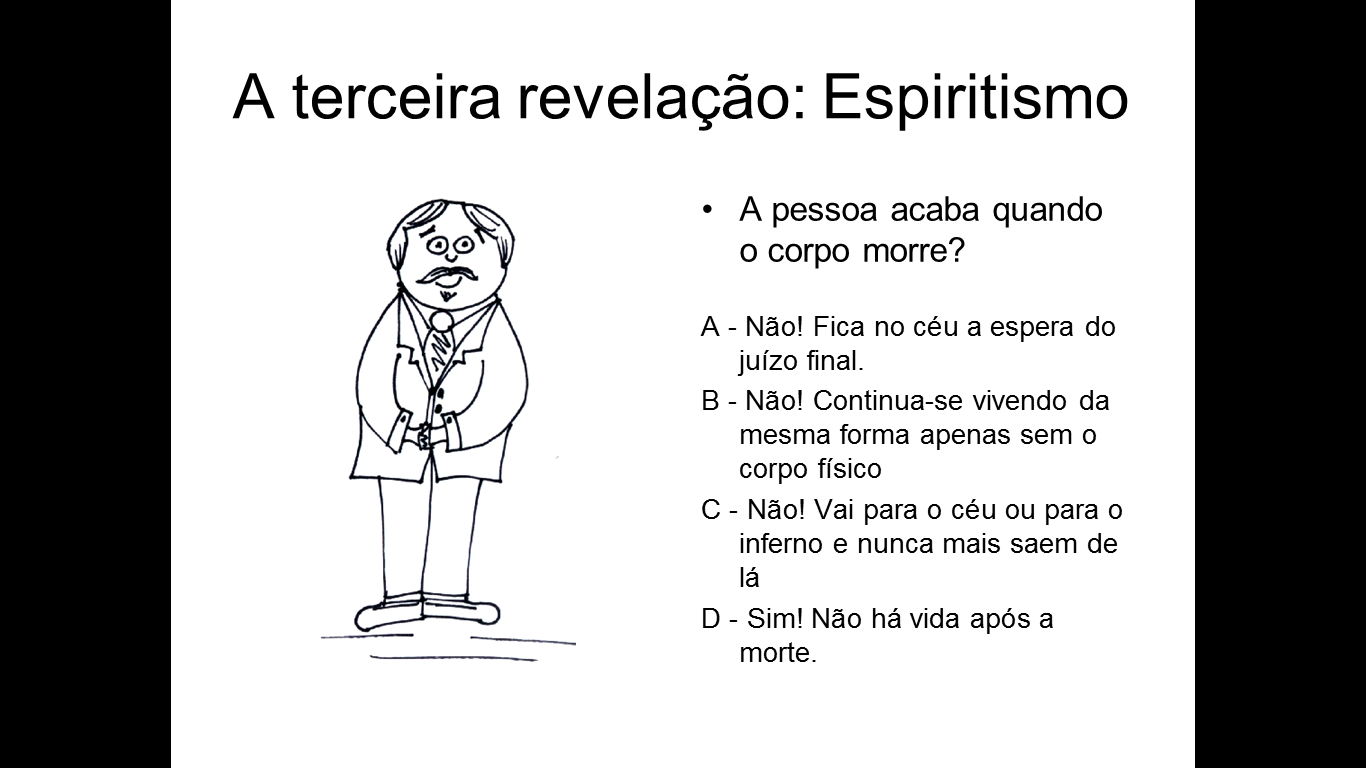 A terceira revelação: Espiritismo
• A pessoa acaba quando
o corpo morre?
A - Não! Fica no céu a espera do
juízo final.
B - Não! Continua-se vivendo da
mesma forma apenas sem o
corpo físico
C - Não! Vai para o céu ou para o
inferno e nunca mais saem de
lá
D - Sim! Não há vida após a
morte.